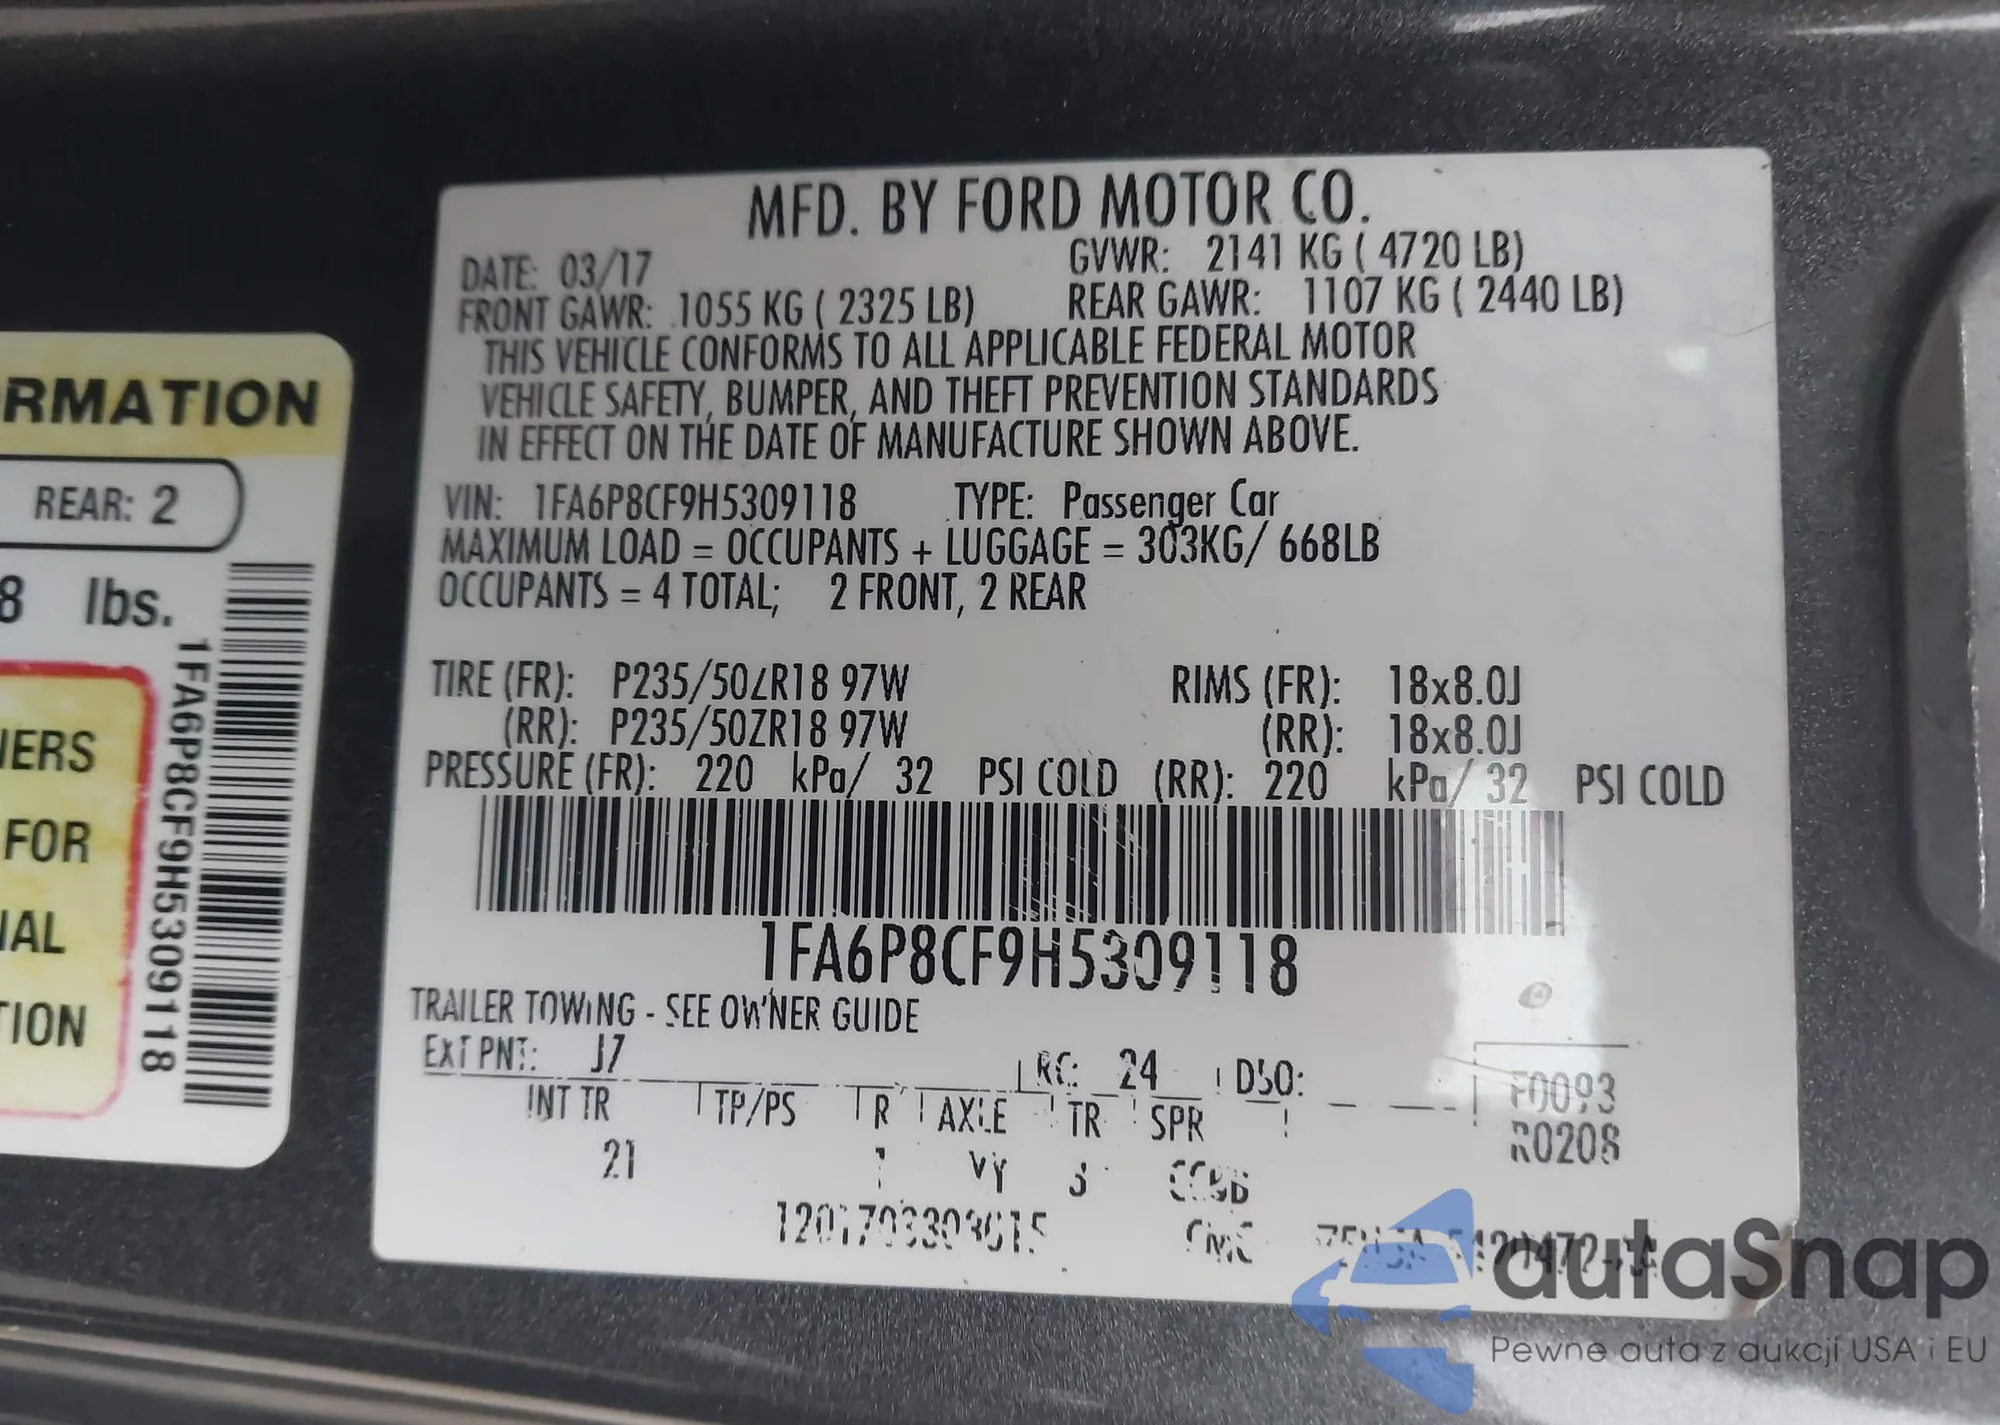 MFD. BY FORD MOTOR CO.
DATE: 03/17 GVWR: 2141 KG ( 4720 LB)
FRONT GAWR: 1055 KG ( 2325 LB) REAR GAWR: 1107 KG ( 2440 LB)
THIS VEHICLE CONFORMS TO ALL APPLICABLE FEDERAL MOTOR
VEHICLE SAFETY, BUMPER, AND THEFT PREVENTION STANDARDS
IN EFFECT ON THE DATE OF MANUFACTURE SHOWN ABOVE.
VIN: 1FA6P8CF9H5309118 TYPE: Passenger Car
MAXIMUM LOAD = OCCUPANTS + LUGGAGE = 303KG/ 668LB
OCCUPANTS = 4 TOTAL; 2 FRONT, 2 REAR
TIRE (FR): P235/50ZR18 97W RIMS (FR): 18x8.0J
(RR): P235/50ZR18 97W (RR): 18x8.0J
PRESSURE (FR): 220 kPa/ 32 PSI COLD (RR): 220 kPa/ 32 PSI COLD
1FA6P8CF9H5309118
TRAILER TOWING - SEE OWNER GUIDE
EXT PNT: J7 RC: 24 DSO: F0093
INT TR TP/PS R AXLE TR SPR R0208
21 VY
RMATION
REAR: 2
8 lbs.
1FA6P8CF9H5309118
FOR
TION
autaSnap
Pewne auta z aukcji USA i EU